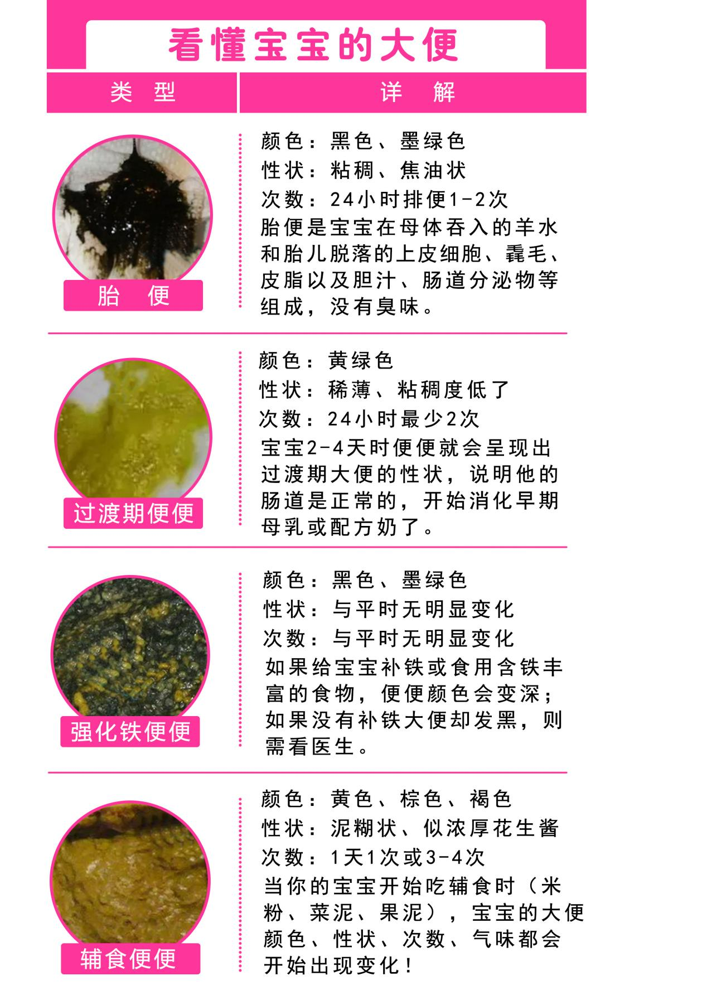 看懂宝宝的大便
类 型
详 解
颜色：黑色、墨绿色
性状：粘稠、焦油状
次数：24小时排便1-2次
胎便是宝宝在母体吞入的羊水
和胎儿脱落的上皮细胞、毳毛、
皮脂以及胆汁、肠道分泌物等
组成，没有臭味。
胎 便
颜色：黄绿色
性状：稀薄、粘稠度低了
次数：24小时最少2次
宝宝2-4天时便便就会呈现出
过渡期大便的性状，说明他的
肠道是正常的，开始消化早期
母乳或配方奶了。
过渡期便便
颜色：黑色、墨绿色
性状：与平时无明显变化
次数：与平时无明显变化
如果给宝宝补铁或食用含铁丰
富的食物，便便颜色会变深；
如果没有补铁大便却发黑，则
需看医生。
强化铁便便
颜色：黄色、棕色、褐色
性状：泥糊状、似浓厚花生酱
次数：1天1次或3-4次
当你的宝宝开始吃辅食时（米
粉、菜泥、果泥），宝宝的大便
颜色、性状、次数、气味都会
开始出现变化！
辅食便便